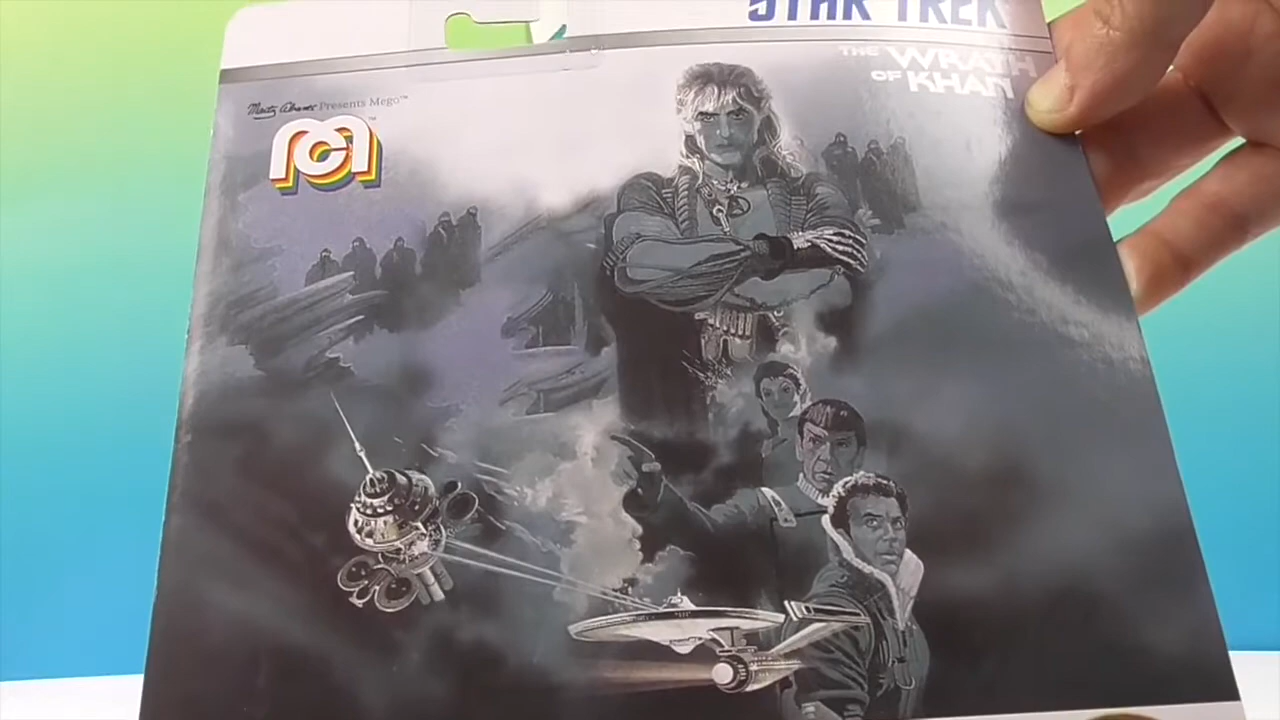 STAR TREK
THE WRATH
OF KHAN
Marty Abrams Presents Mego™